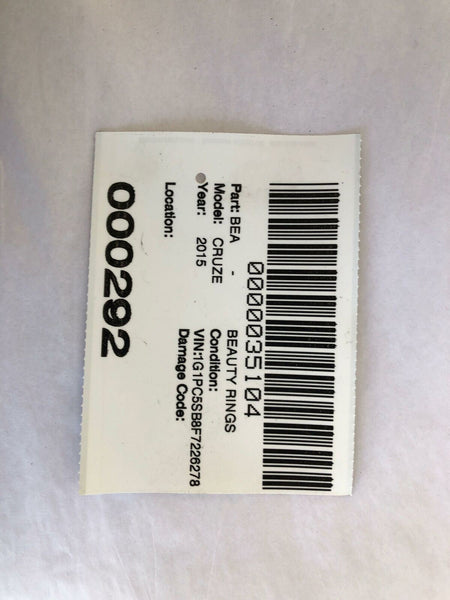 0000035104
Part: BEA - BEAUTY RINGS
Model: CRUZE Condition:
Year: 2015 VIN:1G1PC5SB8F7226278
Damage Code:
Location:
000292